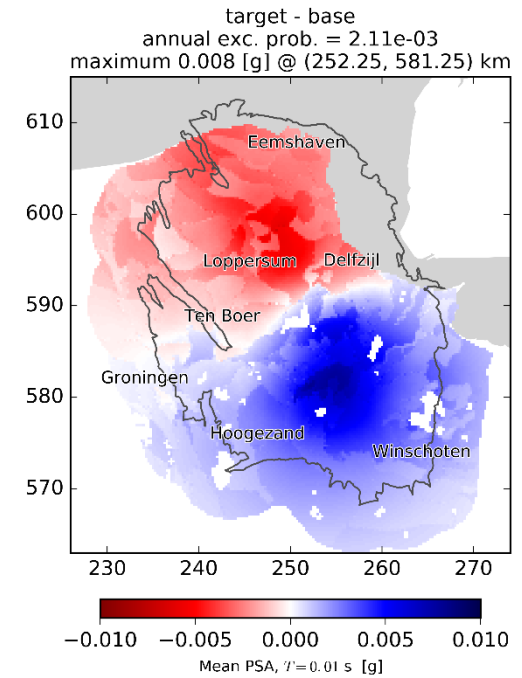 target - base
annual exc. prob. = 2.11e-03
maximum 0.008 [g] @ (252.25, 581.25) km
610
Eemshaven
600
Loppersum
Delfzijl
590
Ten Boer
580
Groningen
Hoogezand
Winschoten
570
230 240 250 260 270
−0.010 −0.005 0.000 0.005 0.010
Mean PSA, T=0.01 s [g]